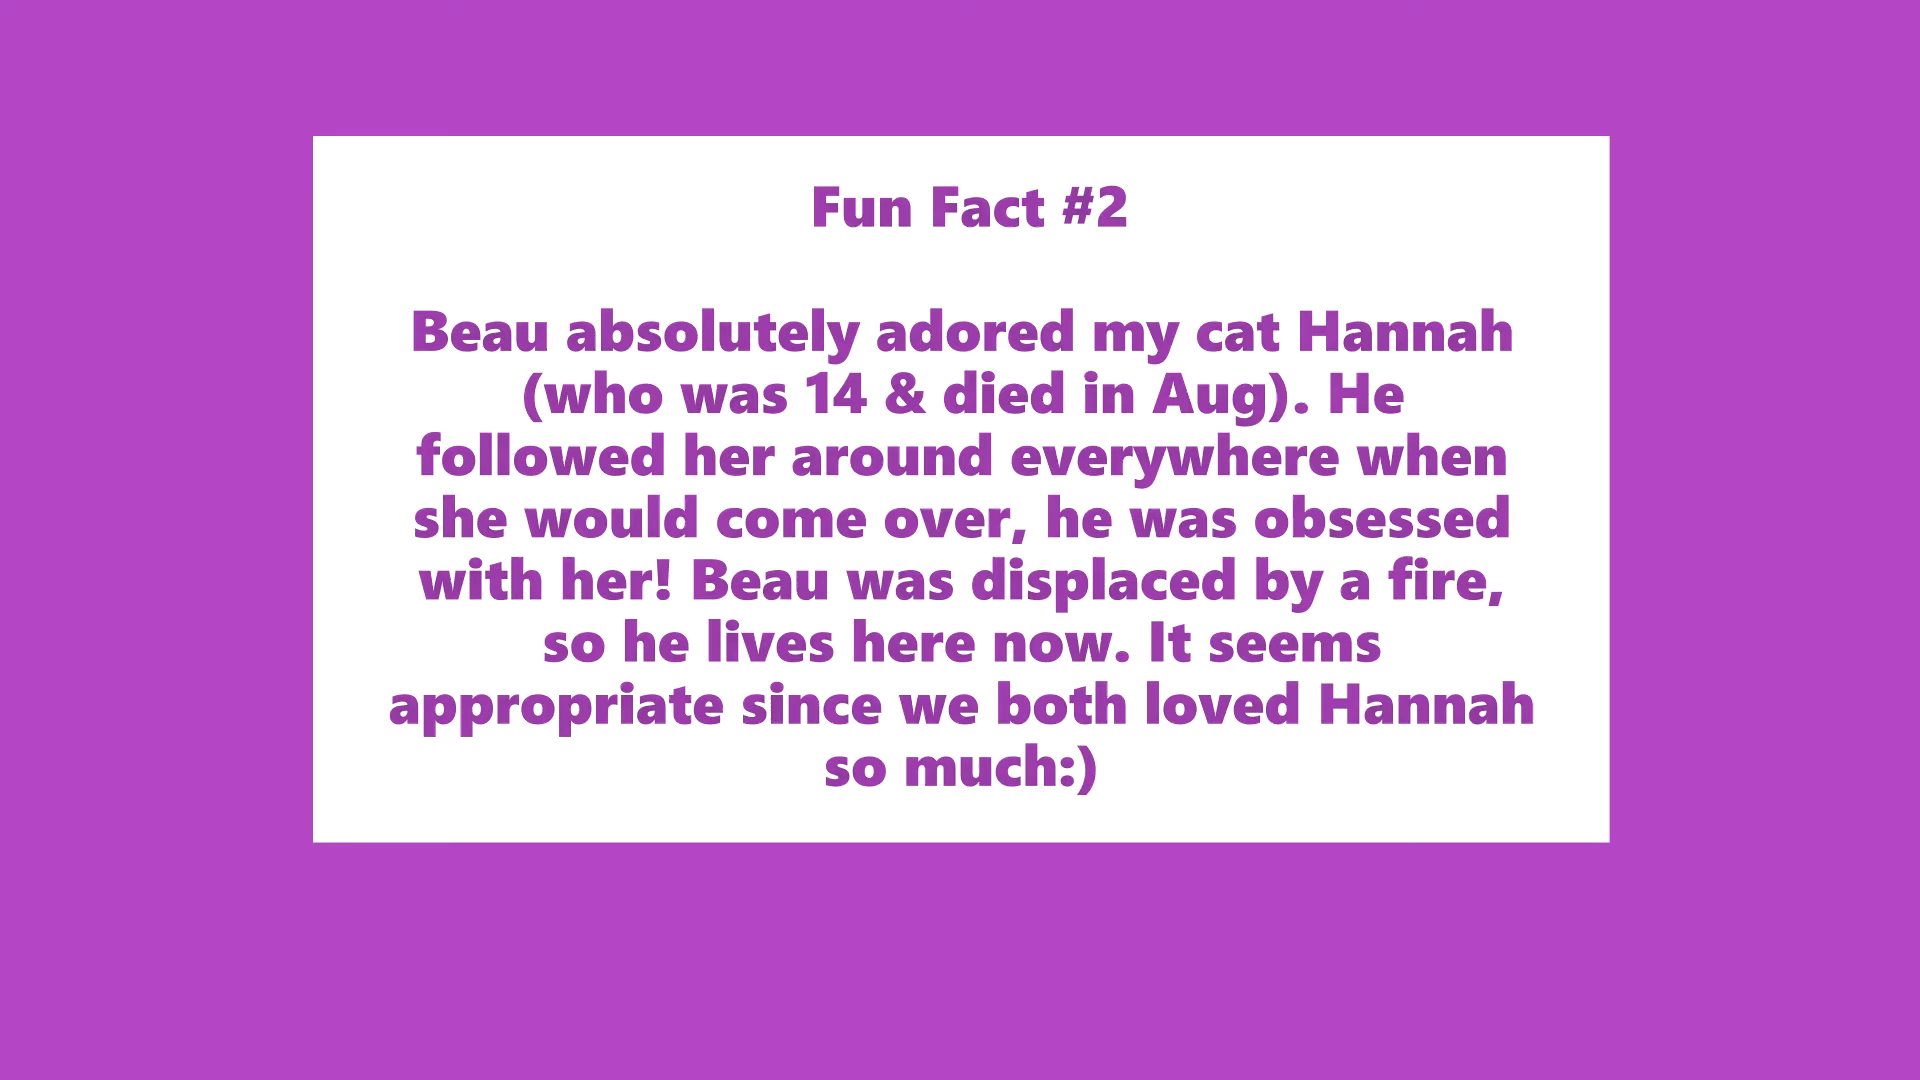 Fun Fact #2
Beau absolutely adored my cat Hannah
(who was 14 & died in Aug). He
followed her around everywhere when
she would come over, he was obsessed
with her! Beau was displaced by a fire,
so he lives here now. It seems
appropriate since we both loved Hannah
so much:)